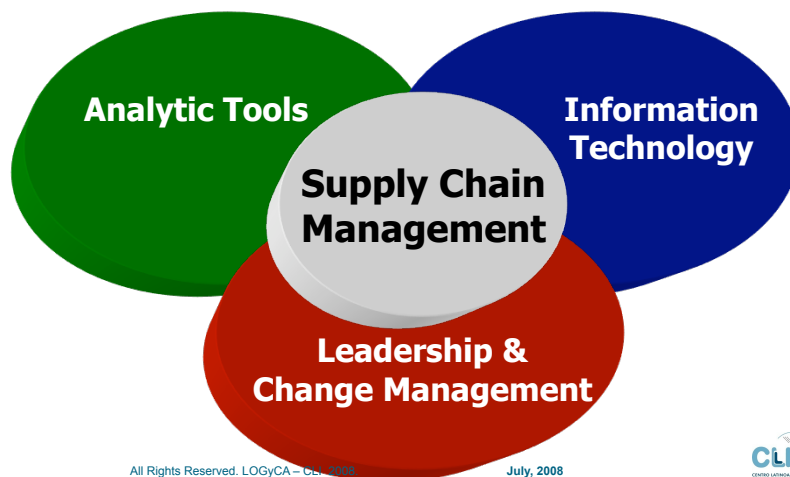 Analytic Tools
Information
Technology
Supply Chain
Management
Leadership &
Change Management
All Rights Reserved. LOGyCA – CLI, 2008.
July, 2008